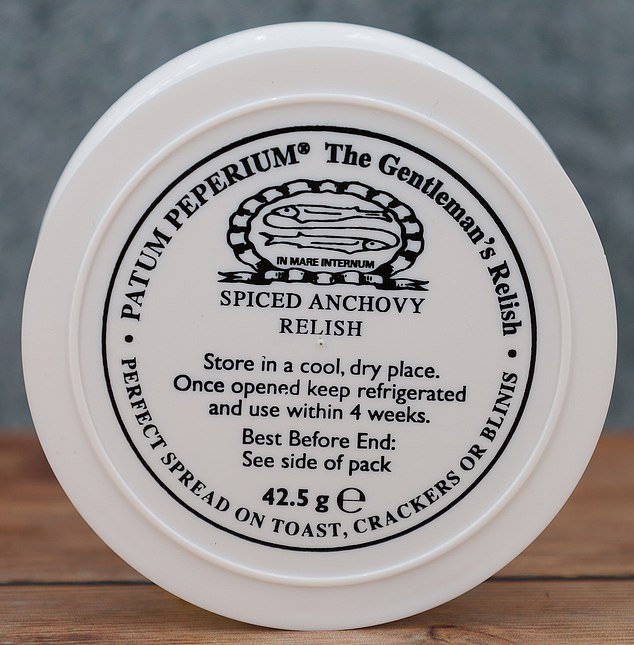 PATUM PEPERIUM® The Gentleman's Relish
IN MARE INTERNUM
SPICED ANCHOVY
RELISH
Store in a cool, dry place.
Once opened keep refrigerated
and use within 4 weeks.
Best Before End:
See side of pack
42.5 g ℮
• PERFECT SPREAD ON TOAST, CRACKERS OR BLINIS •